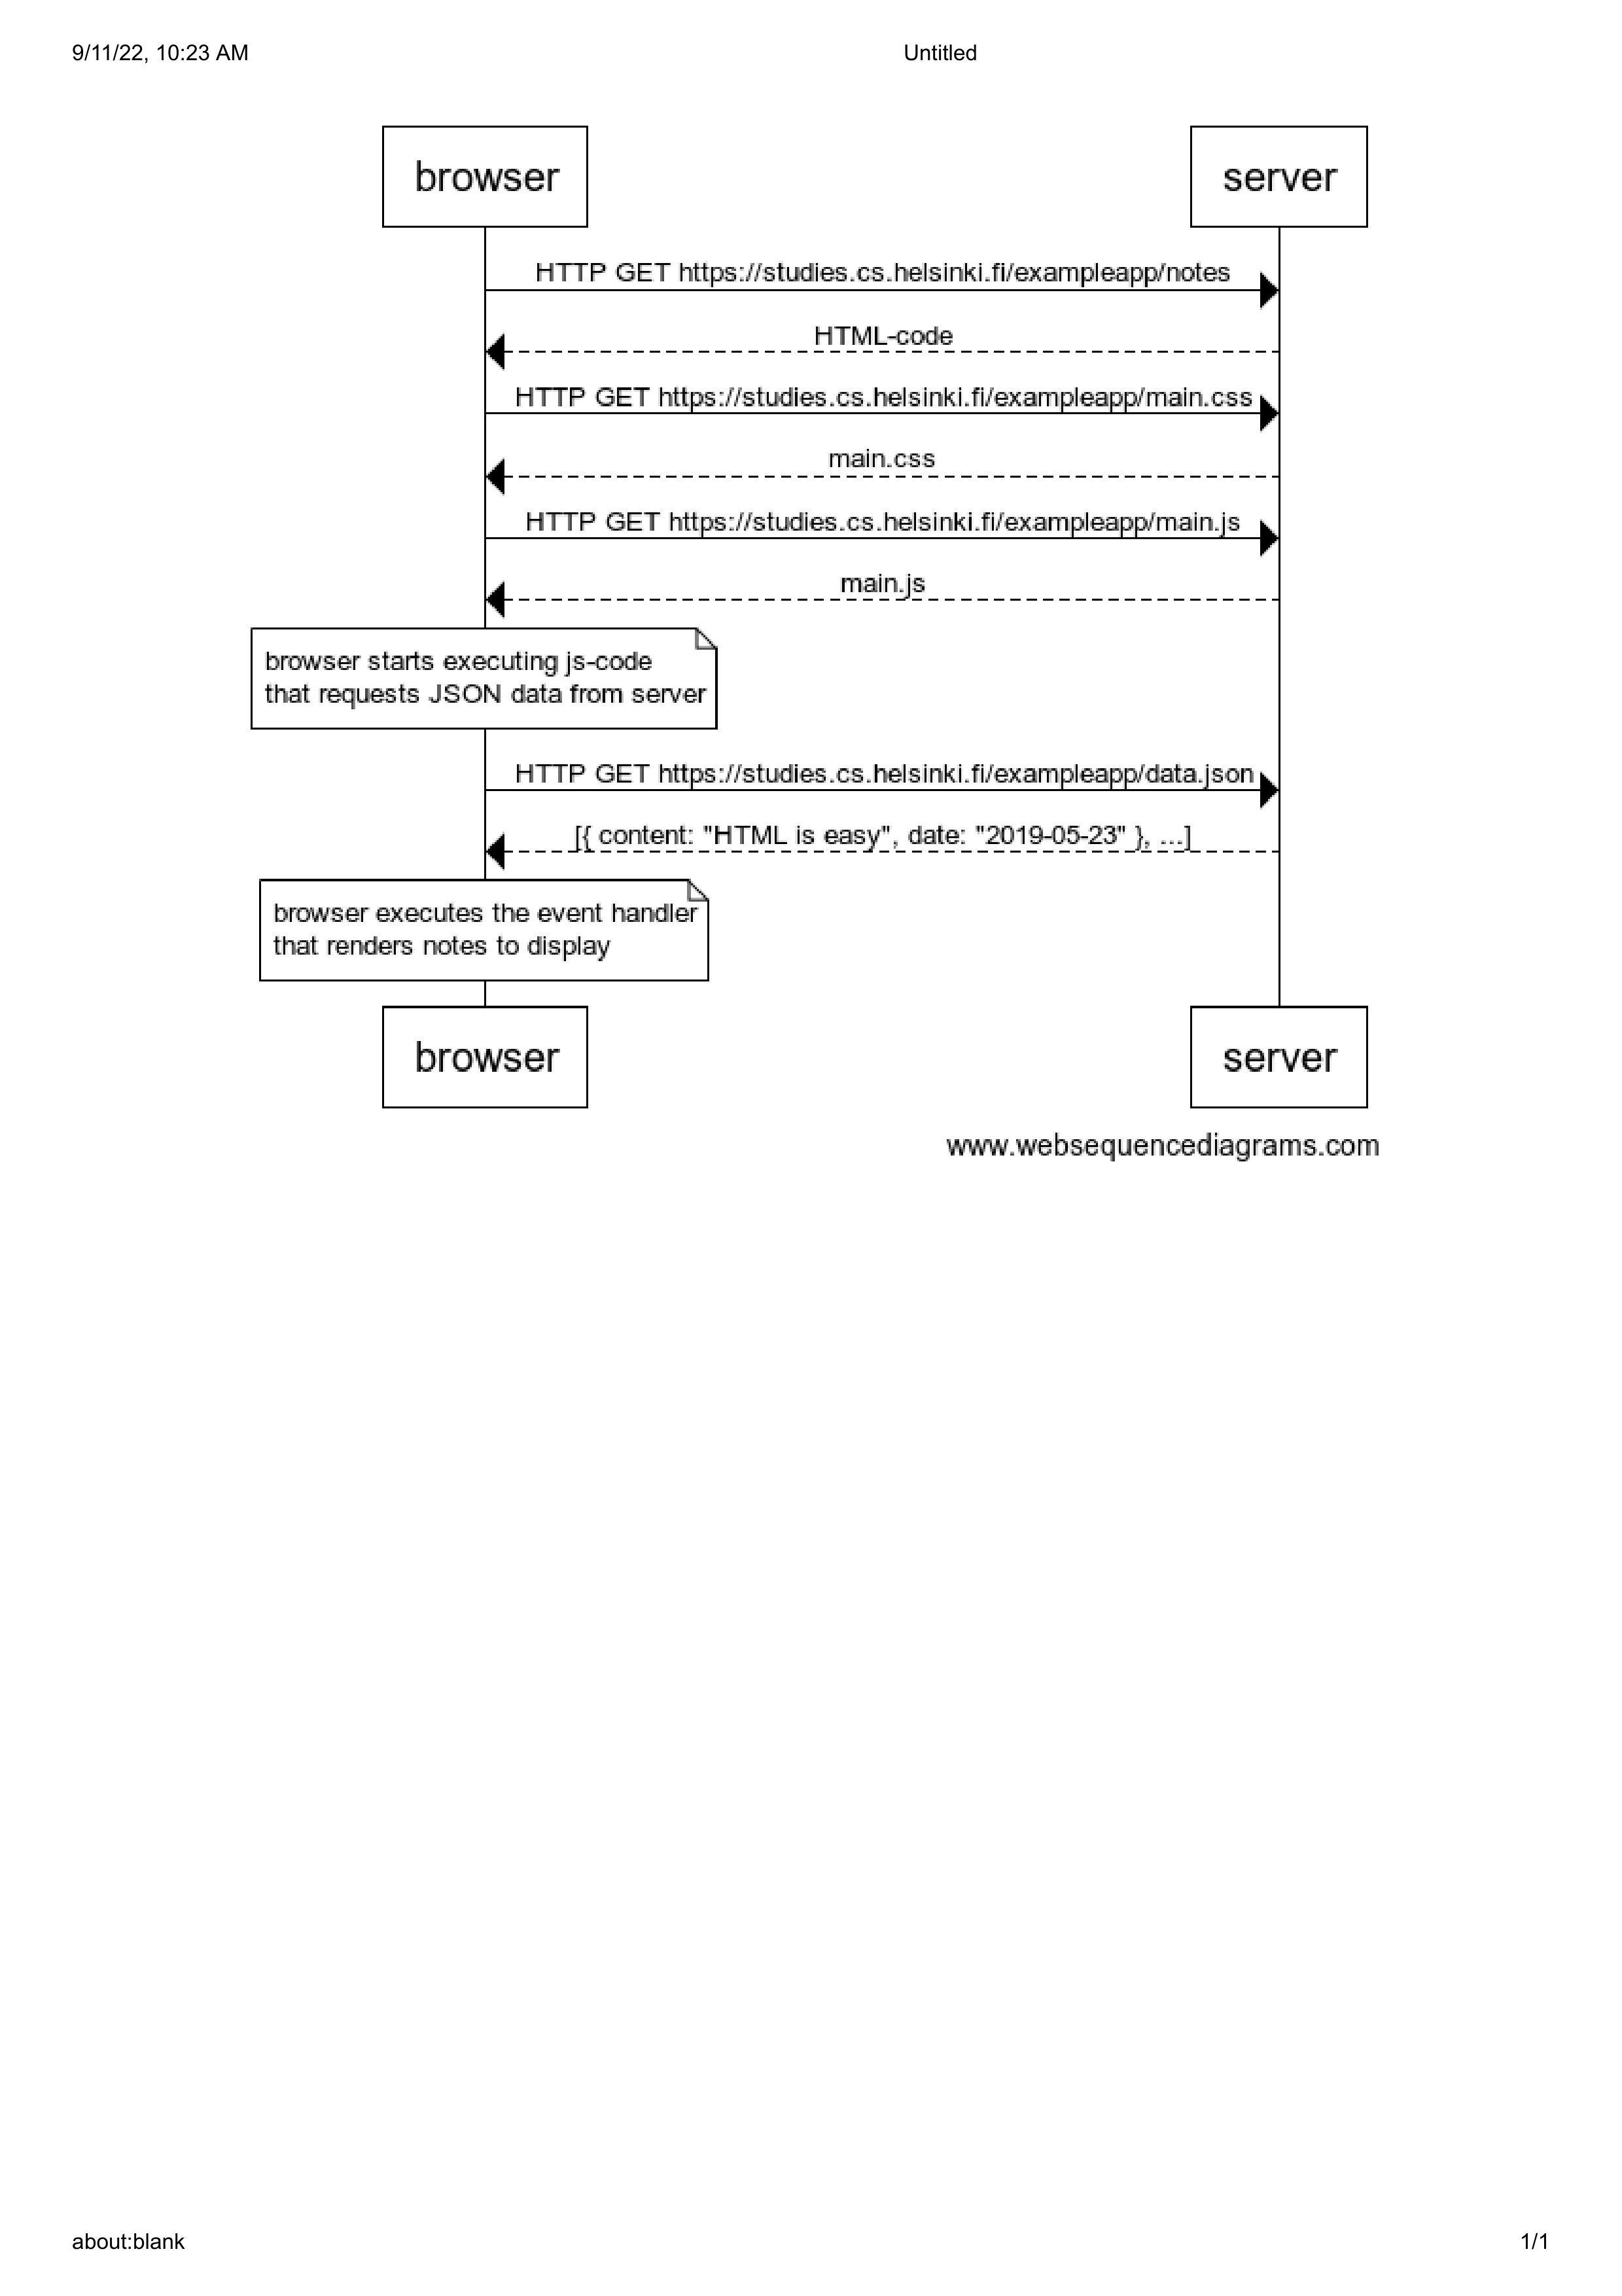 9/11/22, 10:23 AM
Untitled
browser
server
HTTP GET https://studies.cs.helsinki.fi/exampleapp/notes
HTML-code
HTTP GET https://studies.cs.helsinki.fi/exampleapp/main.css
main.css
HTTP GET https://studies.cs.helsinki.fi/exampleapp/main.js
main.js
browser starts executing js-code
that requests JSON data from server
HTTP GET https://studies.cs.helsinki.fi/exampleapp/data.json
[{ content: "HTML is easy", date: "2019-05-23" }, ...]
browser executes the event handler
that renders notes to display
browser
server
www.websequencediagrams.com
about:blank
1/1